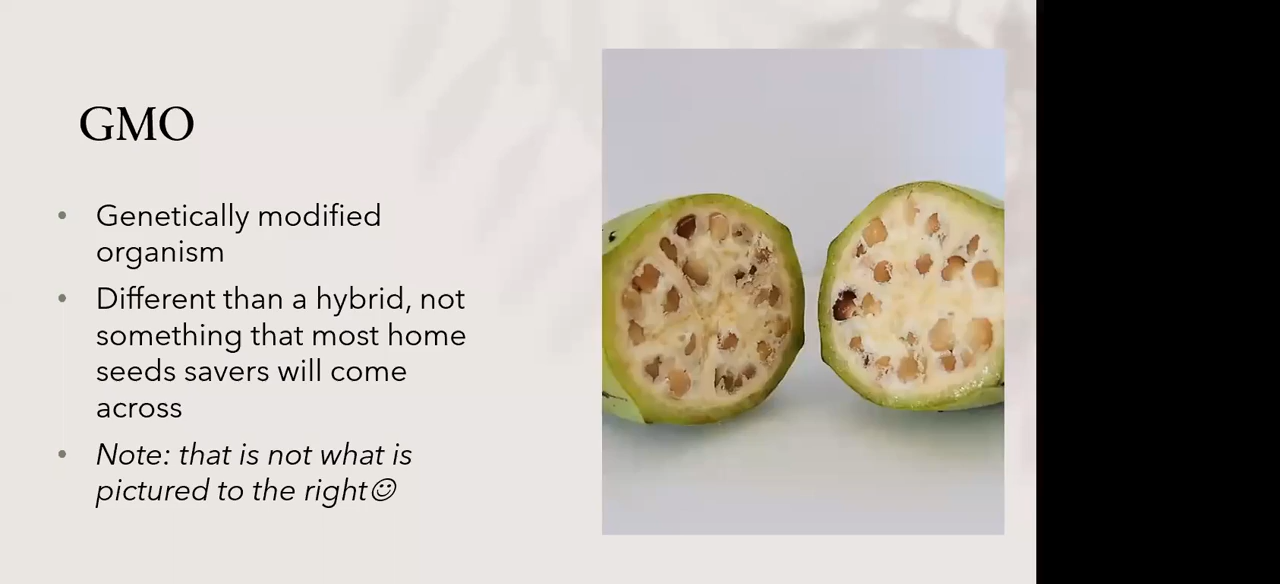 GMO
• Genetically modified
organism
• Different than a hybrid, not
something that most home
seeds savers will come
across
• Note: that is not what is
pictured to the right☺